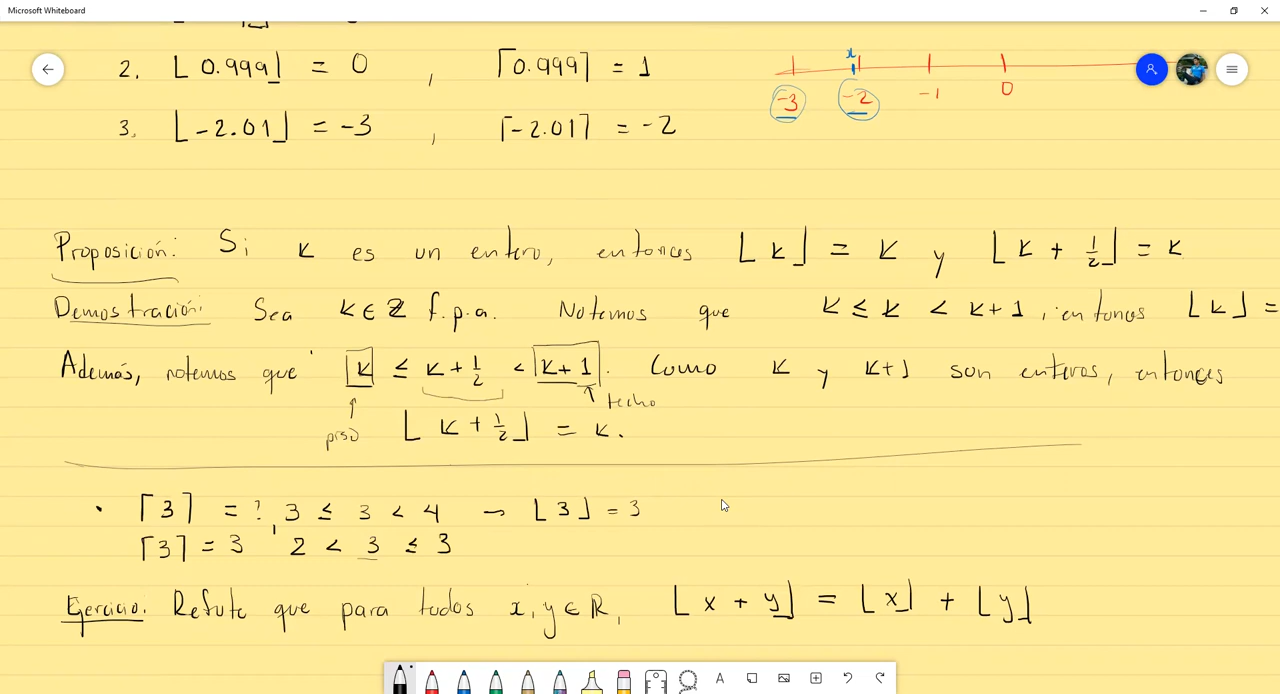 Microsoft Whiteboard
2. ⌊0.999⌋ = 0 , ⌈0.999⌉ = 1
x
-3 -2 -1 0
3. ⌊-2.01⌋ = -3 , ⌈-2.01⌉ = -2
Proposición: Si k es un entero, entonces ⌊k⌋ = k y ⌊k + 1/2⌋ = k
Demostración: Sea k ∈ Z f.p.a. Notemos que k ≤ k < k+1, entonces ⌊k⌋ =
Además, notemos que k ≤ k + 1/2 < k+1. Como k y k+1 son enteros, entonces
piso techo
⌊k + 1/2⌋ = k.
• ⌈3⌉ = ?, 3 ≤ 3 < 4 → ⌊3⌋ = 3
⌈3⌉ = 3 2 < 3 ≤ 3
Ejercicio: Refute que para todos x, y ∈ R, ⌊x + y⌋ = ⌊x⌋ + ⌊y⌋